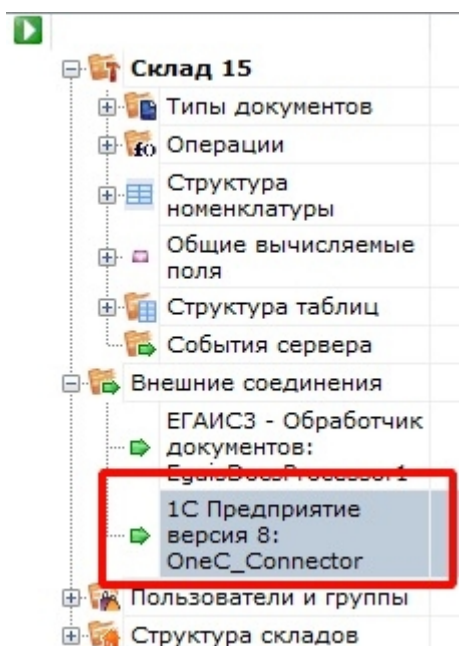 Склад 15
Типы документов
Операции
Структура
номенклатуры
Общие вычисляемые
поля
Структура таблиц
События сервера
Внешние соединения
ЕГАИС3 - Обработчик
документов:
EgaisDocsProcessor1
1С Предприятие
версия 8:
OneC_Connector
Пользователи и группы
Структура складов